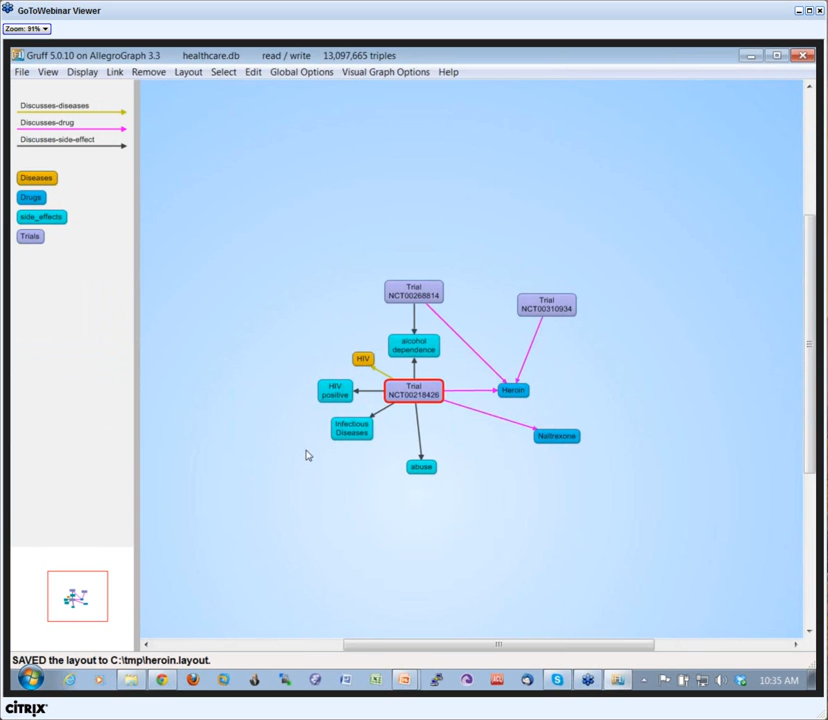 GoToWebinar Viewer
Zoom: 91%
Gruff 5.0.10 on AllegroGraph 3.3 healthcare.db read / write 13,097,665 triples
File View Display Link Remove Layout Select Edit Global Options Visual Graph Options Help
Discusses-diseases
Discusses-drug
Discusses-side-effect
Diseases
Drugs
side_effects
Trials
Trial
NCT00268814
Trial
NCT00310934
alcohol
dependence
HIV
HIV
positive
Trial
NCT00218426
Heroin
Infectious
Diseases
Naltrexone
abuse
SAVED the layout to C:\tmp\heroin.layout.
10:35 AM
CITRIX